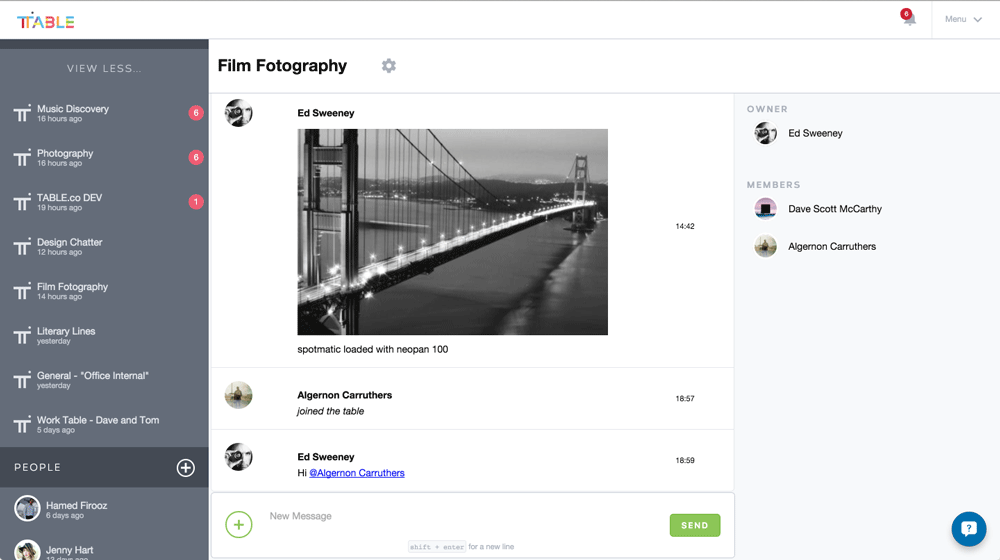 TABLE
6
Menu
VIEW LESS...
Music Discovery
16 hours ago
6
Photography
16 hours ago
6
TABLE.co DEV
19 hours ago
1
Design Chatter
12 hours ago
Film Fotography
14 hours ago
Literary Lines
yesterday
General - "Office Internal"
yesterday
Work Table - Dave and Tom
5 days ago
PEOPLE
Hamed Firooz
6 days ago
Jenny Hart
13 days ago
Film Fotography
Ed Sweeney
14:42
spotmatic loaded with neopan 100
Algernon Carruthers
18:57
joined the table
Ed Sweeney
18:59
Hi @Algernon Carruthers
New Message
SEND
shift + enter for a new line
OWNER
Ed Sweeney
MEMBERS
Dave Scott McCarthy
Algernon Carruthers
?